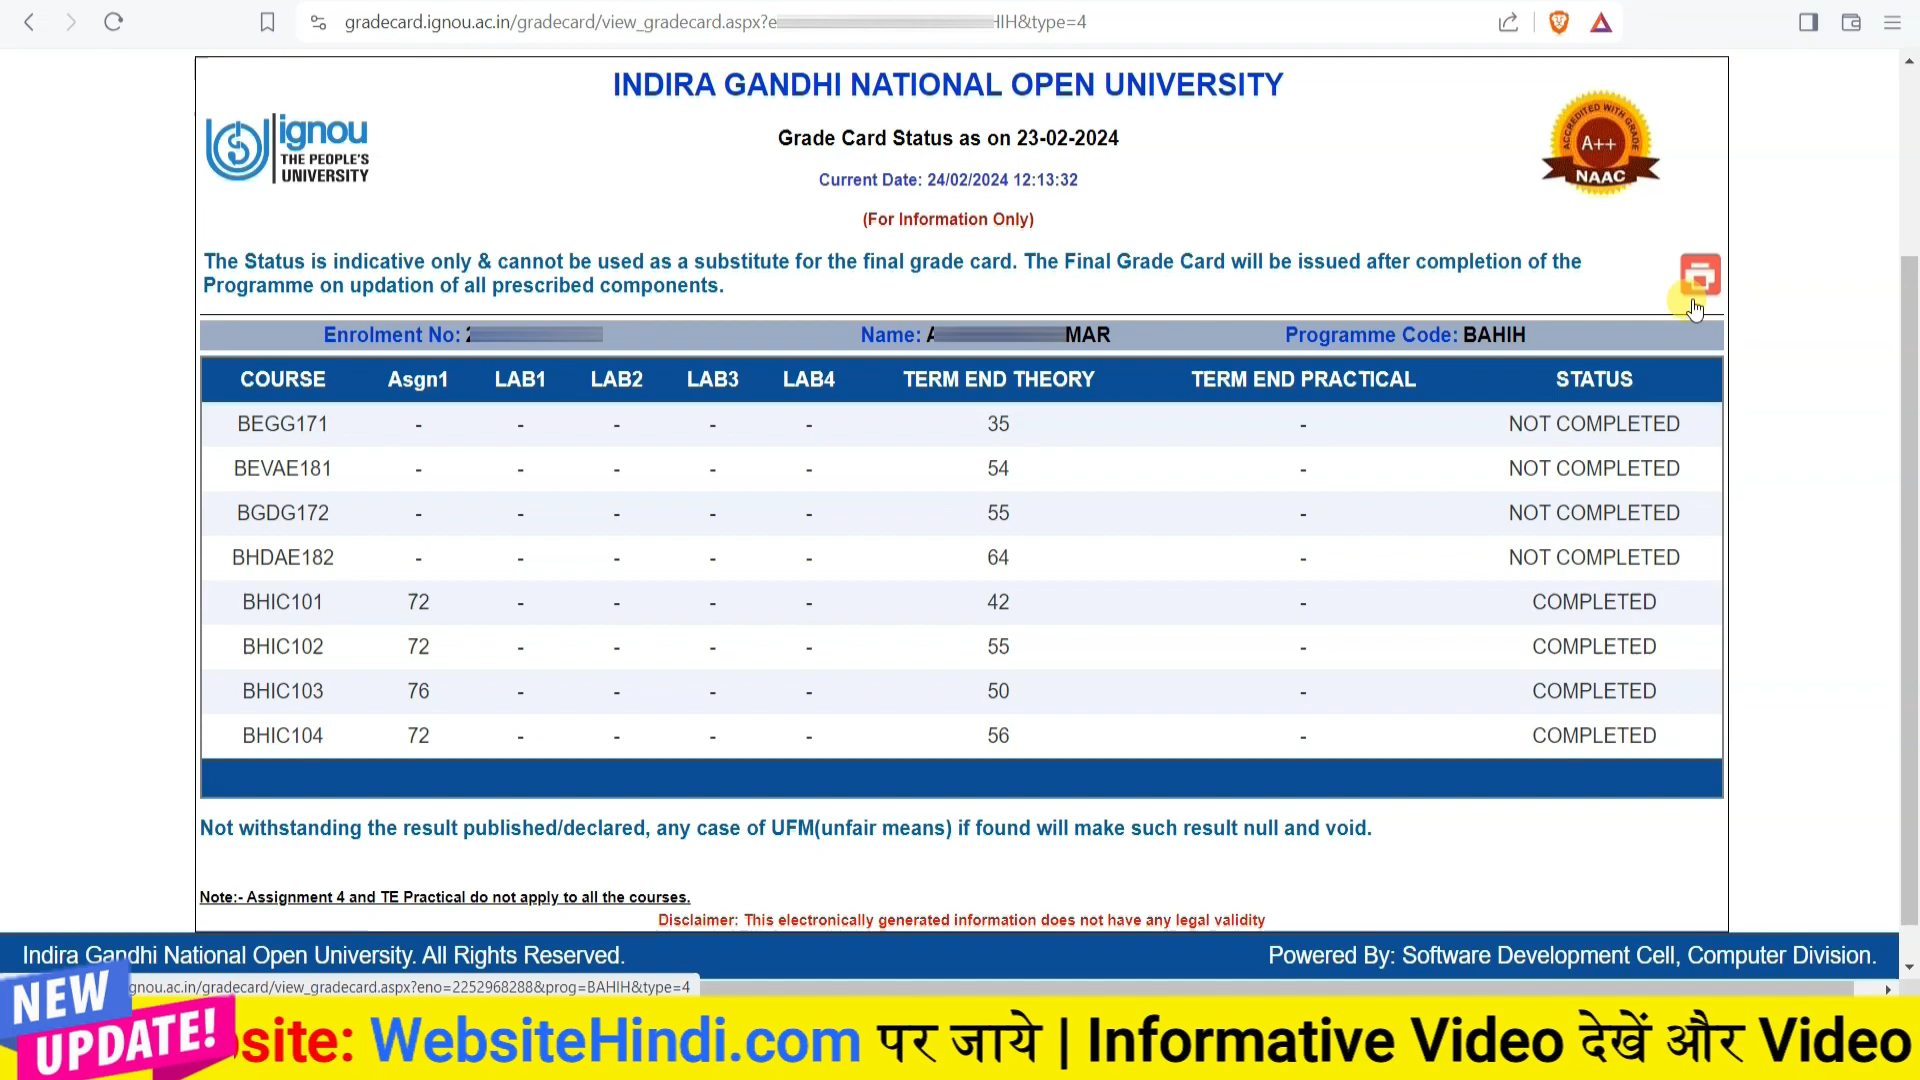 gradecard.ignou.ac.in/gradecard/view_gradecard.aspx?e HIH&type=4
INDIRA GANDHI NATIONAL OPEN UNIVERSITY
ignou
THE PEOPLE'S
UNIVERSITY
Grade Card Status as on 23-02-2024
Current Date: 24/02/2024 12:13:32
(For Information Only)
ACCREDITED WITH GRADE
A++
NAAC
The Status is indicative only & cannot be used as a substitute for the final grade card. The Final Grade Card will be issued after completion of the
Programme on updation of all prescribed components.
Enrolment No: 2 Name: A MAR Programme Code: BAHIH
COURSE Asgn1 LAB1 LAB2 LAB3 LAB4 TERM END THEORY TERM END PRACTICAL STATUS
BEGG171 - - - - - 35 - NOT COMPLETED
BEVAE181 - - - - - 54 - NOT COMPLETED
BGDG172 - - - - - 55 - NOT COMPLETED
BHDAE182 - - - - - 64 - NOT COMPLETED
BHIC101 72 - - - - 42 - COMPLETED
BHIC102 72 - - - - 55 - COMPLETED
BHIC103 76 - - - - 50 - COMPLETED
BHIC104 72 - - - - 56 - COMPLETED
Not withstanding the result published/declared, any case of UFM(unfair means) if found will make such result null and void.
Note:- Assignment 4 and TE Practical do not apply to all the courses.
Disclaimer: This electronically generated information does not have any legal validity
Indira Gandhi National Open University. All Rights Reserved. Powered By: Software Development Cell, Computer Division.
gnou.ac.in/gradecard/view_gradecard.aspx?eno=2252968288&prog=BAHIH&type=4
NEW
UPDATE!
site: WebsiteHindi.com पर जाये | Informative Video देखें और Video